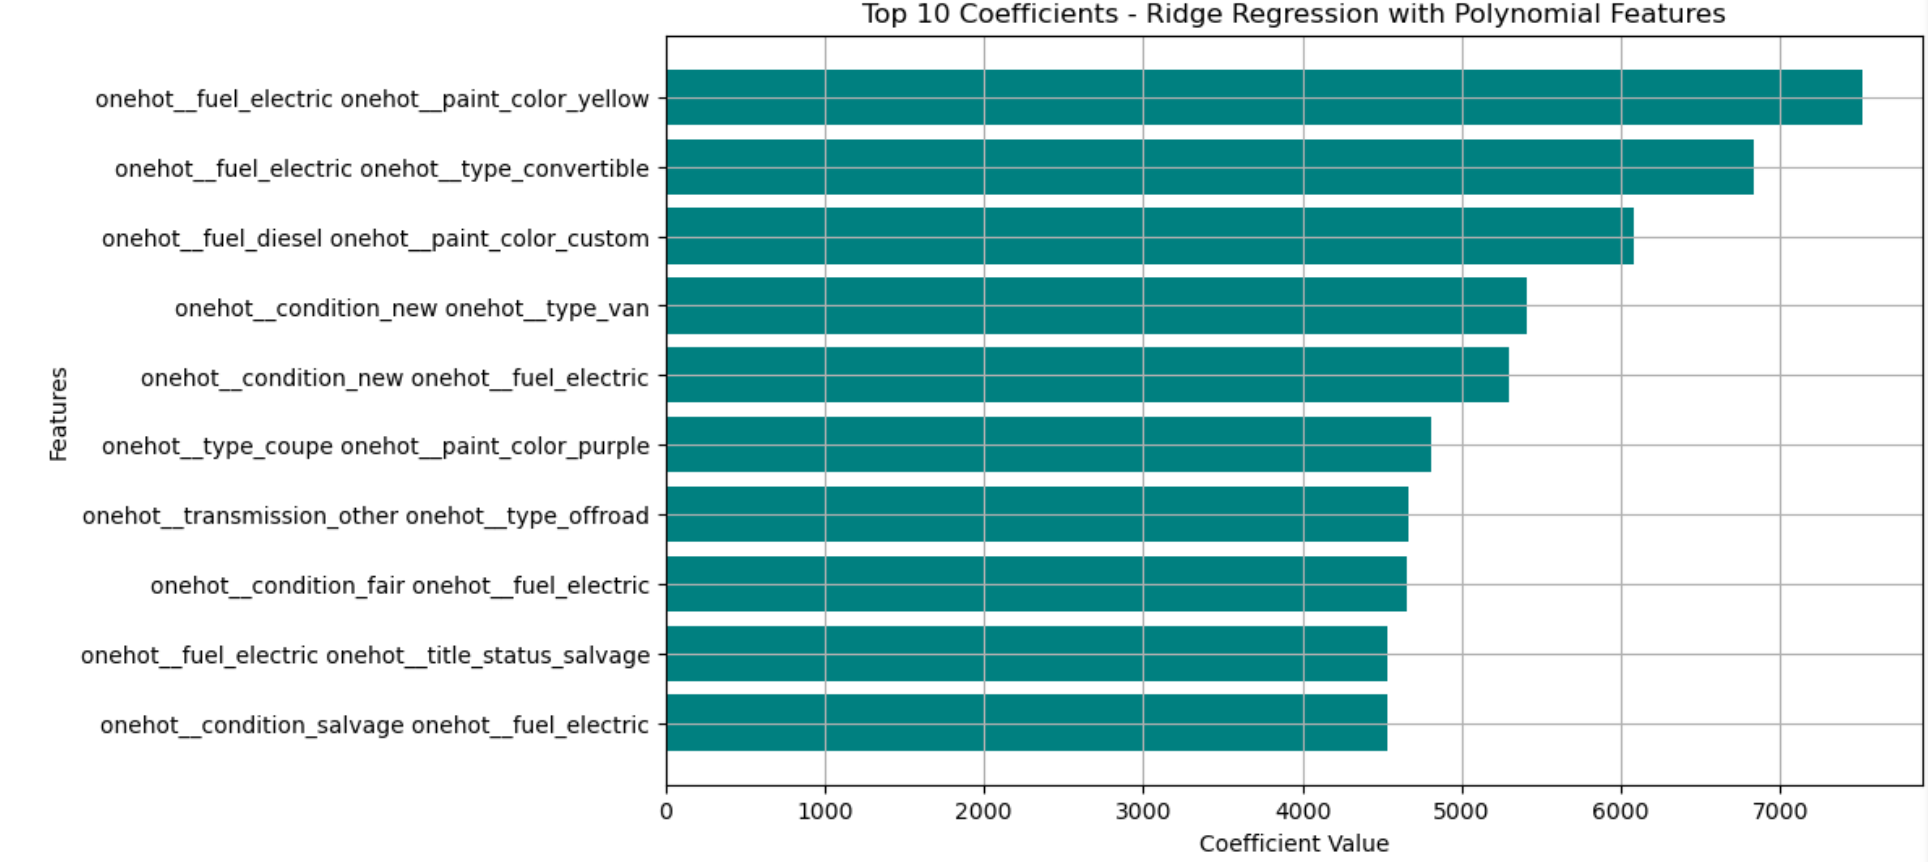 Top 10 Coefficients - Ridge Regression with Polynomial Features
onehot__fuel_electric onehot__paint_color_yellow
onehot__fuel_electric onehot__type_convertible
onehot__fuel_diesel onehot__paint_color_custom
onehot__condition_new onehot__type_van
onehot__condition_new onehot__fuel_electric
onehot__type_coupe onehot__paint_color_purple
onehot__transmission_other onehot__type_offroad
onehot__condition_fair onehot__fuel_electric
onehot__fuel_electric onehot__title_status_salvage
onehot__condition_salvage onehot__fuel_electric
Features
0 1000 2000 3000 4000 5000 6000 7000
Coefficient Value